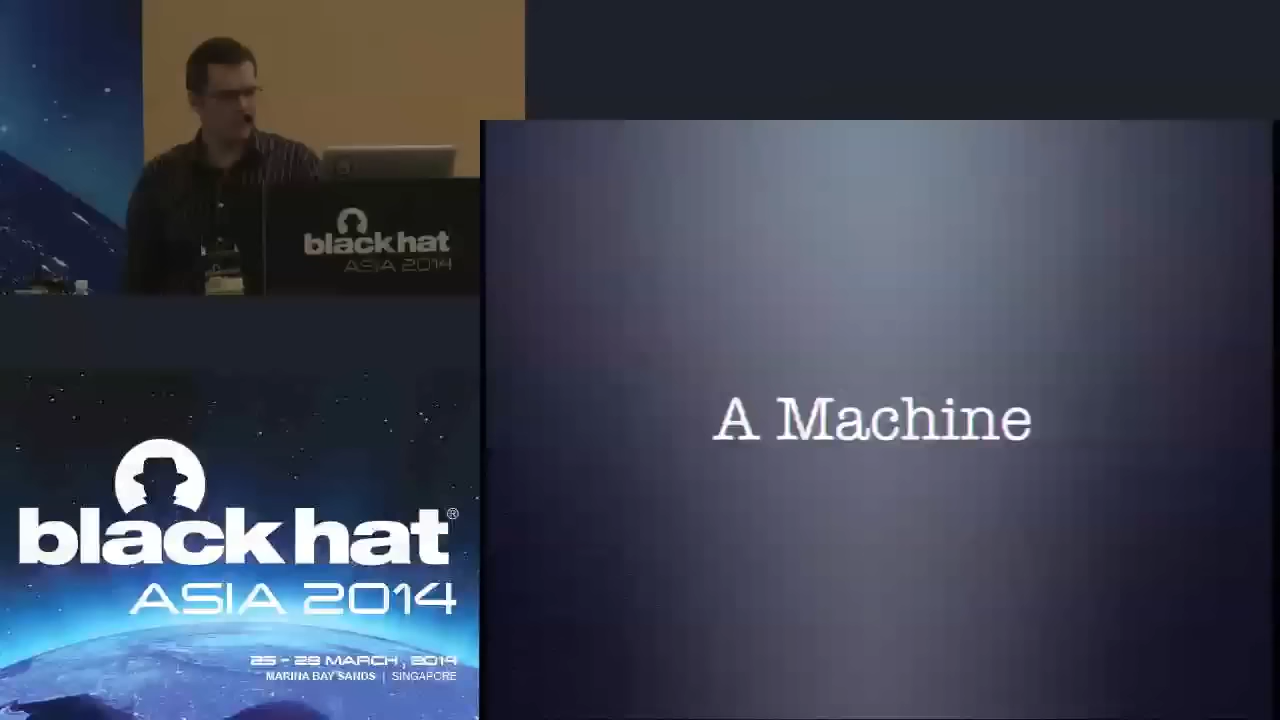 black hat
ASIA 2014
A Machine
black hat®
ASIA 2014
25 - 28 MARCH, 2014
MARINA BAY SANDS | SINGAPORE